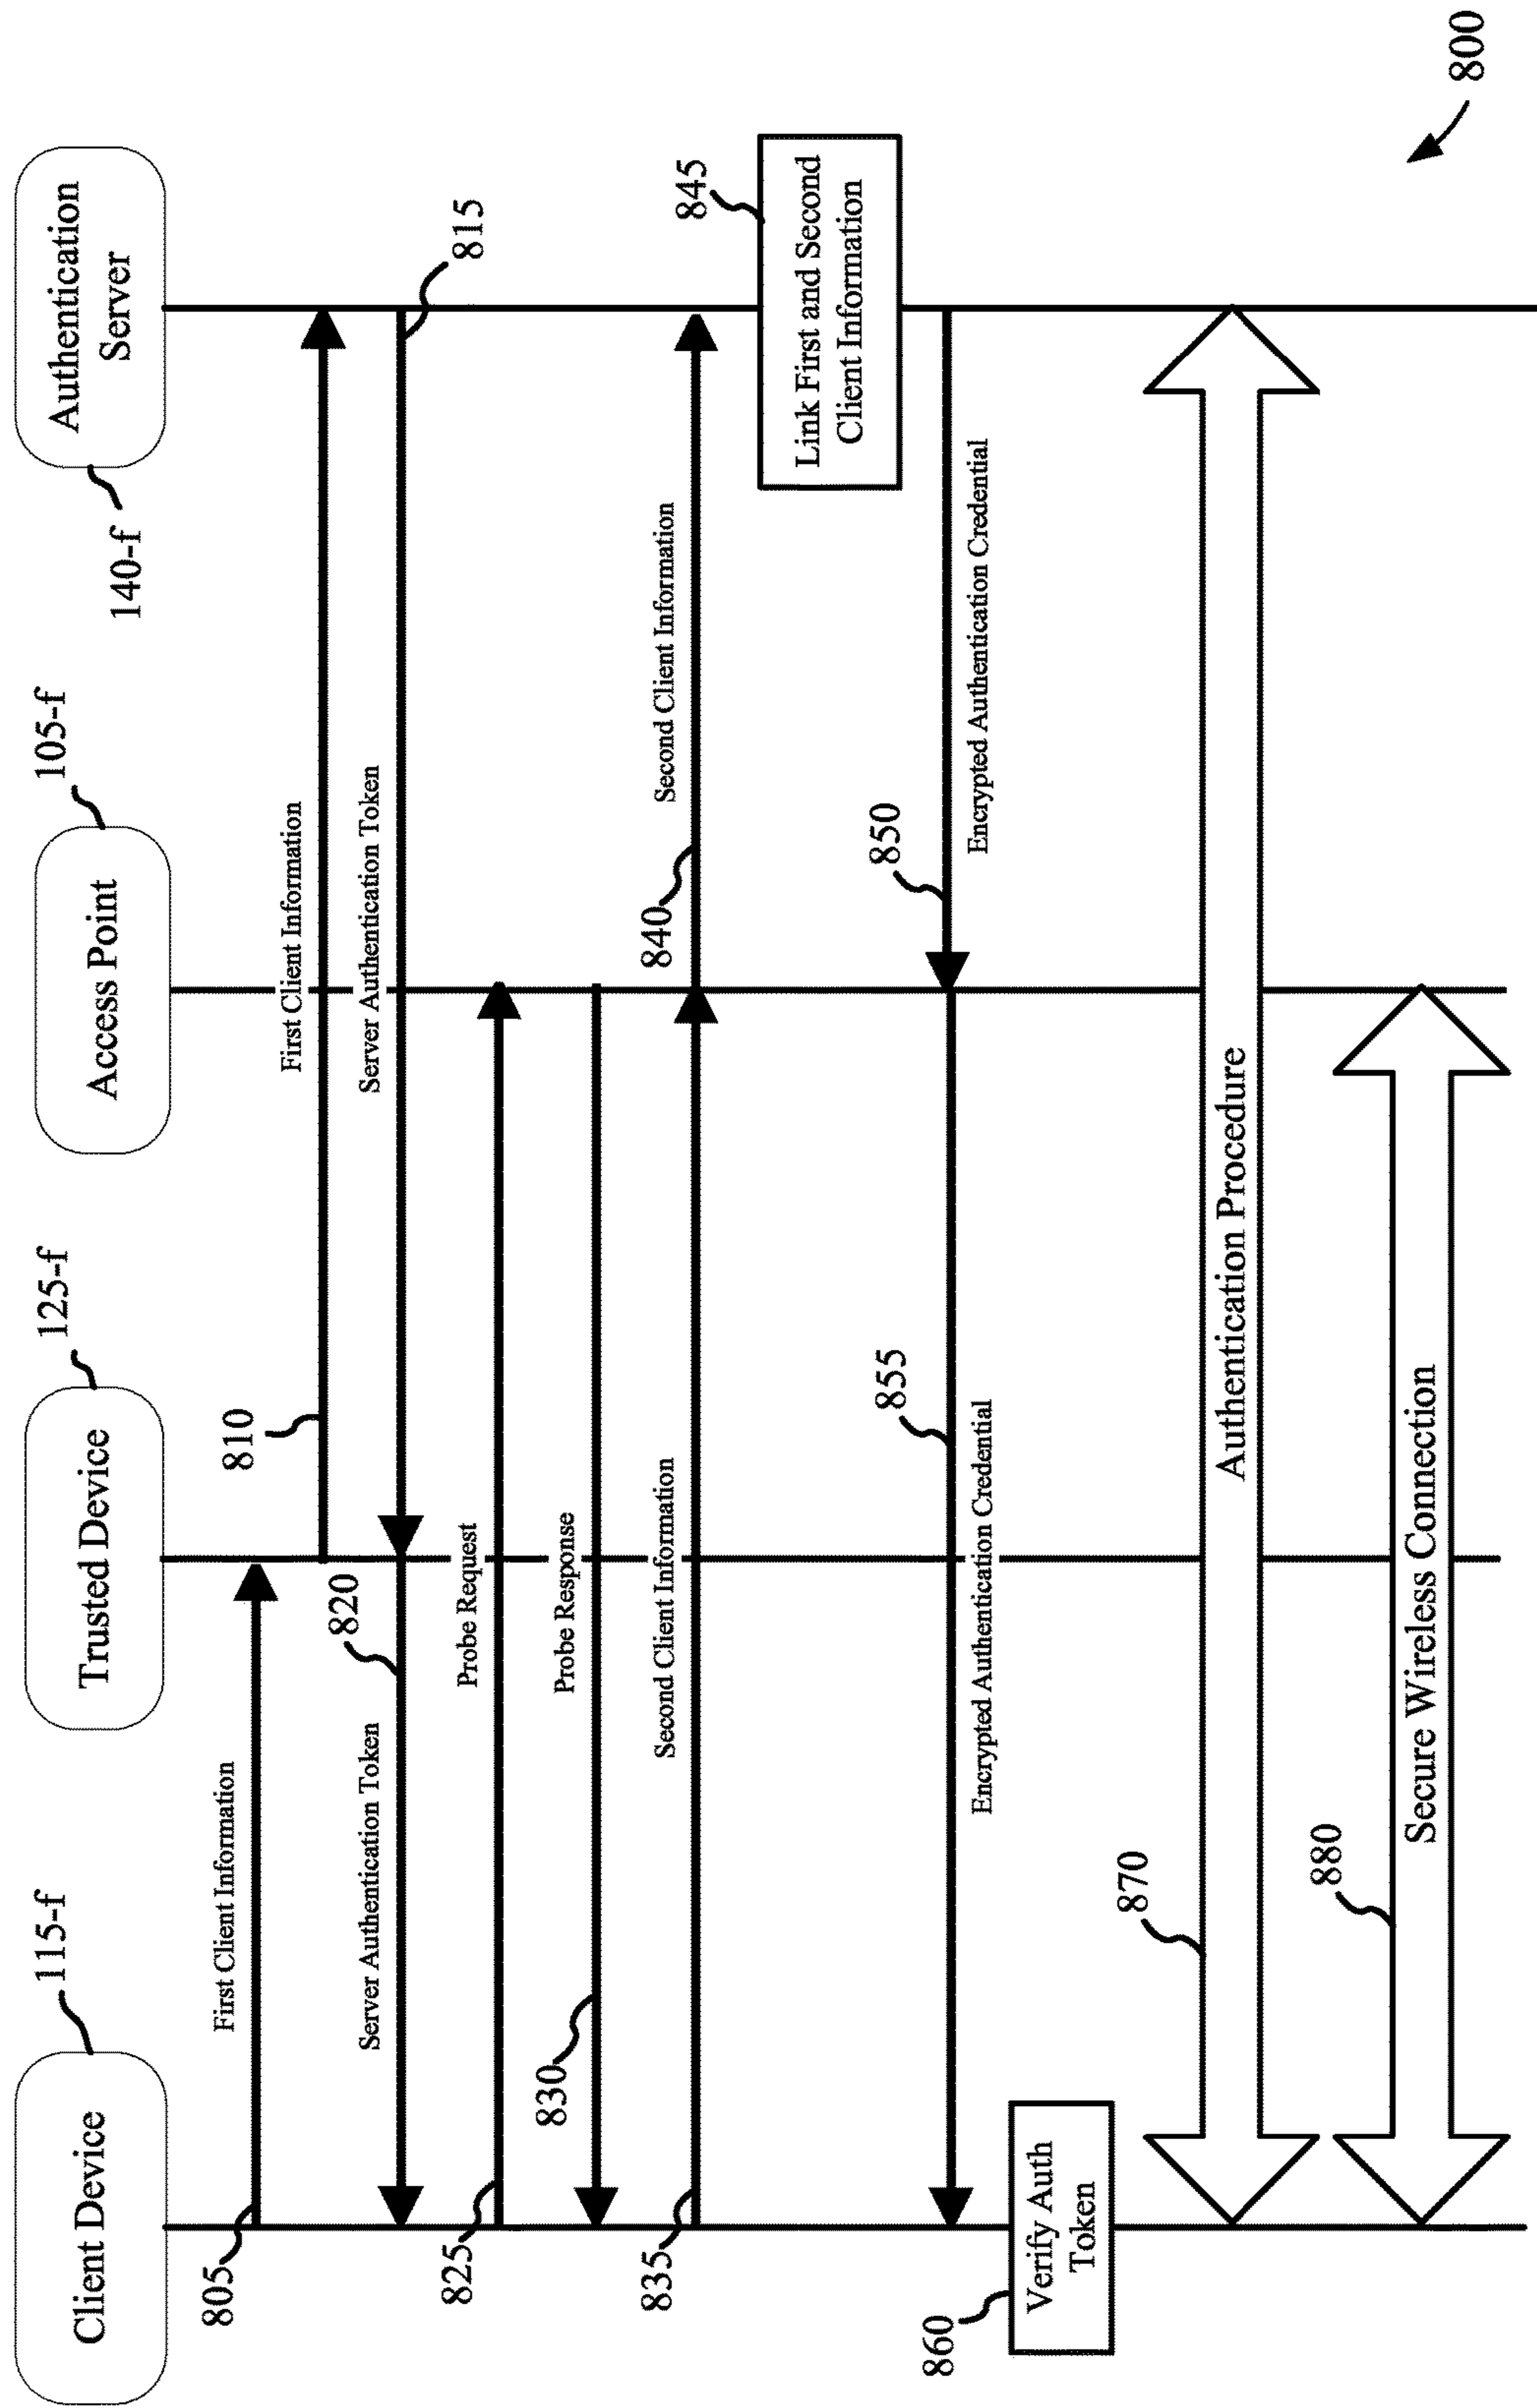 Client Device
115-f
Trusted Device
125-f
Access Point
105-f
Authentication
Server
140-f
805
First Client Information
810
First Client Information
815
Server Authentication Token
820
Server Authentication Token
825
Probe Request
830
Probe Response
835
Second Client Information
840
Second Client Information
845
Link First and Second
Client Information
850
Encrypted Authentication Credential
855
Encrypted Authentication Credential
860
Verify Auth
Token
870
Authentication Procedure
880
Secure Wireless Connection
800